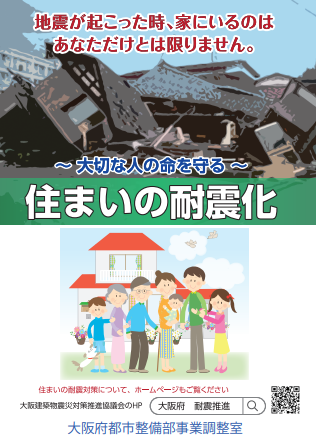 地震が起こった時、家にいるのは
あなただけとは限りません。
～ 大切な人の命を守る ～
住まいの耐震化
住まいの耐震対策について、ホームページもご覧ください
大阪建築物震災対策推進協議会のHP
大阪府 耐震推進
大阪府都市整備部事業調整室